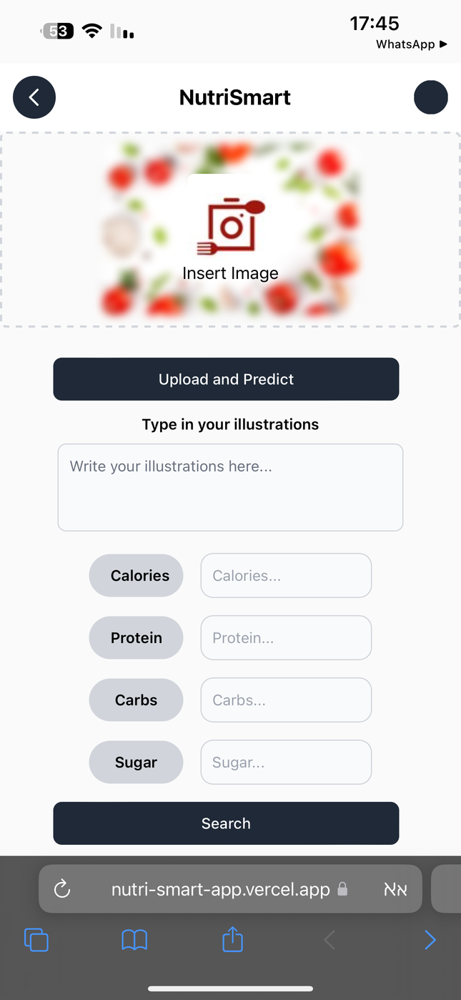 53
17:45
WhatsApp ▶
NutriSmart
Insert Image
Upload and Predict
Type in your illustrations
Write your illustrations here...
Calories
Calories...
Protein
Protein...
Carbs
Carbs...
Sugar
Sugar...
Search
nutri-smart-app.vercel.app
אא